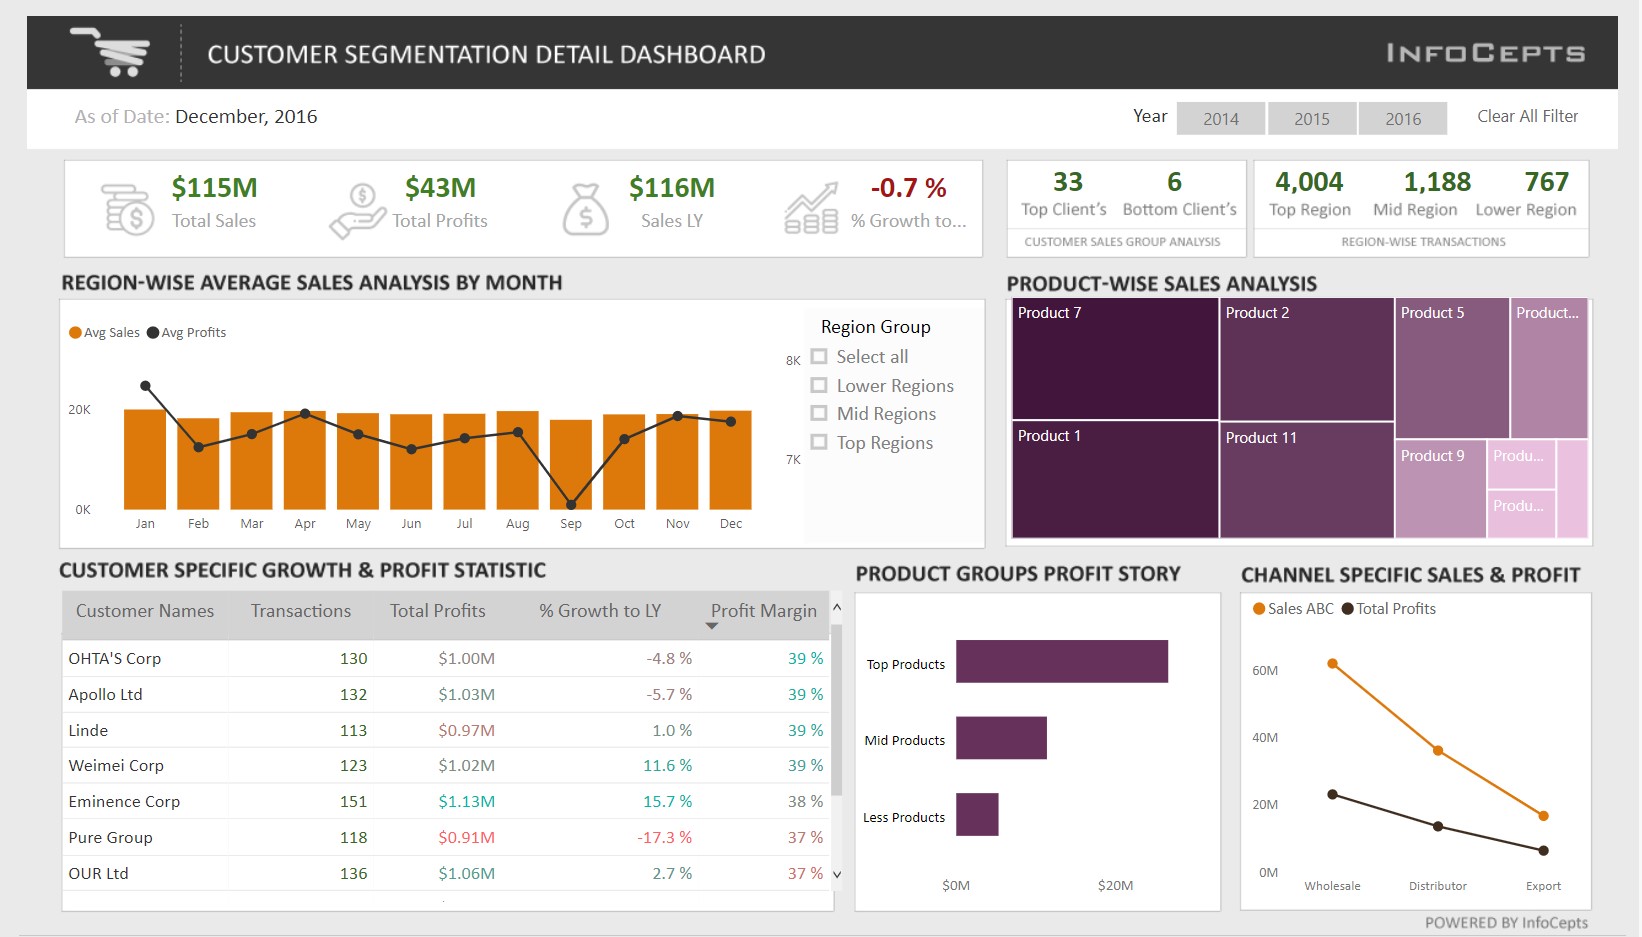 CUSTOMER SEGMENTATION DETAIL DASHBOARD
INFOCEPTS
As of Date: December, 2016
Year
2014
2015
2016
Clear All Filter
$115M
Total Sales
$43M
Total Profits
$116M
Sales LY
-0.7 %
% Growth to...
33
Top Client's
6
Bottom Client's
CUSTOMER SALES GROUP ANALYSIS
4,004
Top Region
1,188
Mid Region
767
Lower Region
REGION-WISE TRANSACTIONS
REGION-WISE AVERAGE SALES ANALYSIS BY MONTH
Avg Sales Avg Profits
20K
0K
8K
7K
Jan Feb Mar Apr May Jun Jul Aug Sep Oct Nov Dec
Region Group
Select all
Lower Regions
Mid Regions
Top Regions
PRODUCT-WISE SALES ANALYSIS
Product 7
Product 2
Product 5
Product...
Product 1
Product 11
Product 9
Produ...
Produ...
CUSTOMER SPECIFIC GROWTH & PROFIT STATISTIC
Customer Names Transactions Total Profits % Growth to LY Profit Margin
OHTA'S Corp 130 $1.00M -4.8 % 39 %
Apollo Ltd 132 $1.03M -5.7 % 39 %
Linde 113 $0.97M 1.0 % 39 %
Weimei Corp 123 $1.02M 11.6 % 39 %
Eminence Corp 151 $1.13M 15.7 % 38 %
Pure Group 118 $0.91M -17.3 % 37 %
OUR Ltd 136 $1.06M 2.7 % 37 %
PRODUCT GROUPS PROFIT STORY
Top Products
Mid Products
Less Products
$0M $20M
CHANNEL SPECIFIC SALES & PROFIT
Sales ABC Total Profits
60M
40M
20M
0M
Wholesale Distributor Export
POWERED BY InfoCepts